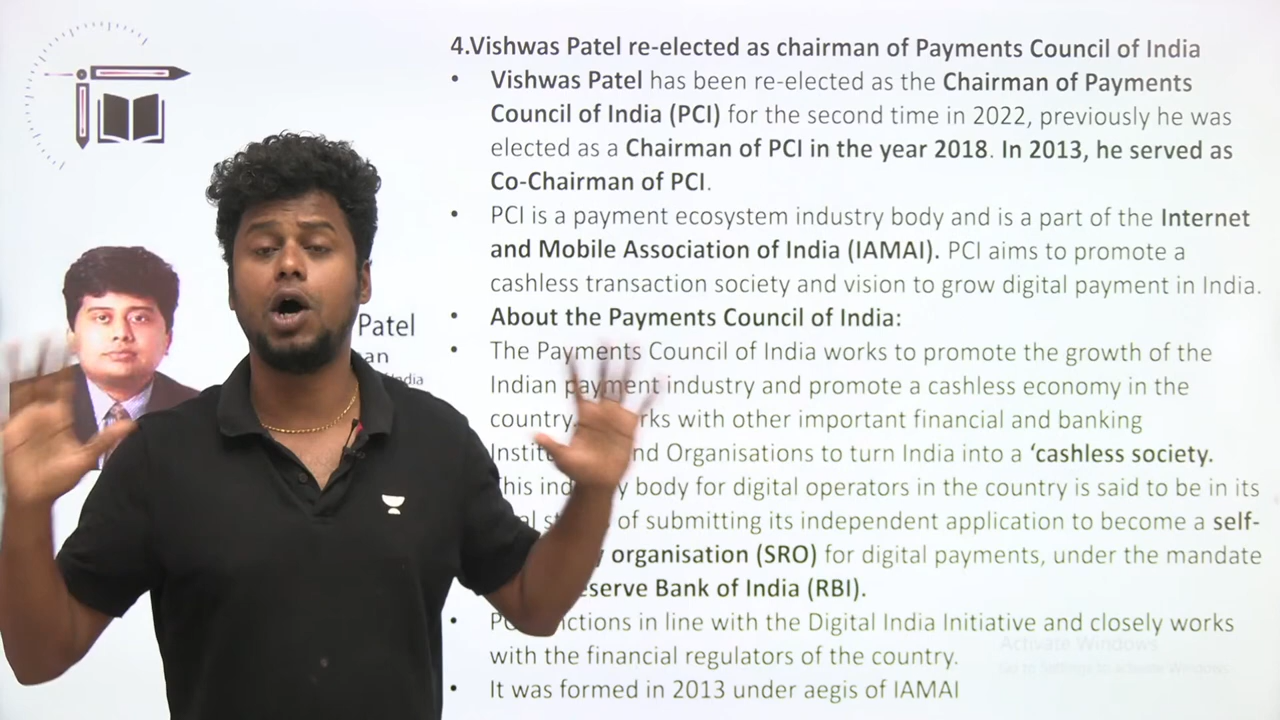 4.Vishwas Patel re-elected as chairman of Payments Council of India
• Vishwas Patel has been re-elected as the Chairman of Payments
Council of India (PCI) for the second time in 2022, previously he was
elected as a Chairman of PCI in the year 2018. In 2013, he served as
Co-Chairman of PCI.
• PCI is a payment ecosystem industry body and is a part of the Internet
and Mobile Association of India (IAMAI). PCI aims to promote a
cashless transaction society and vision to grow digital payment in India.
Patel
• About the Payments Council of India:
• The Payments Council of India works to promote the growth of the
Indian payment industry and promote a cashless economy in the
country. with other important financial and banking
Organisations to turn India into a ‘cashless society.
body for digital operators in the country is said to be in its
of submitting its independent application to become a self-
organisation (SRO) for digital payments, under the mandate
Bank of India (RBI).
• in line with the Digital India Initiative and closely works
with the financial regulators of the country.
• It was formed in 2013 under aegis of IAMAI
Activate Windows
Go to Settings to activate Windows.